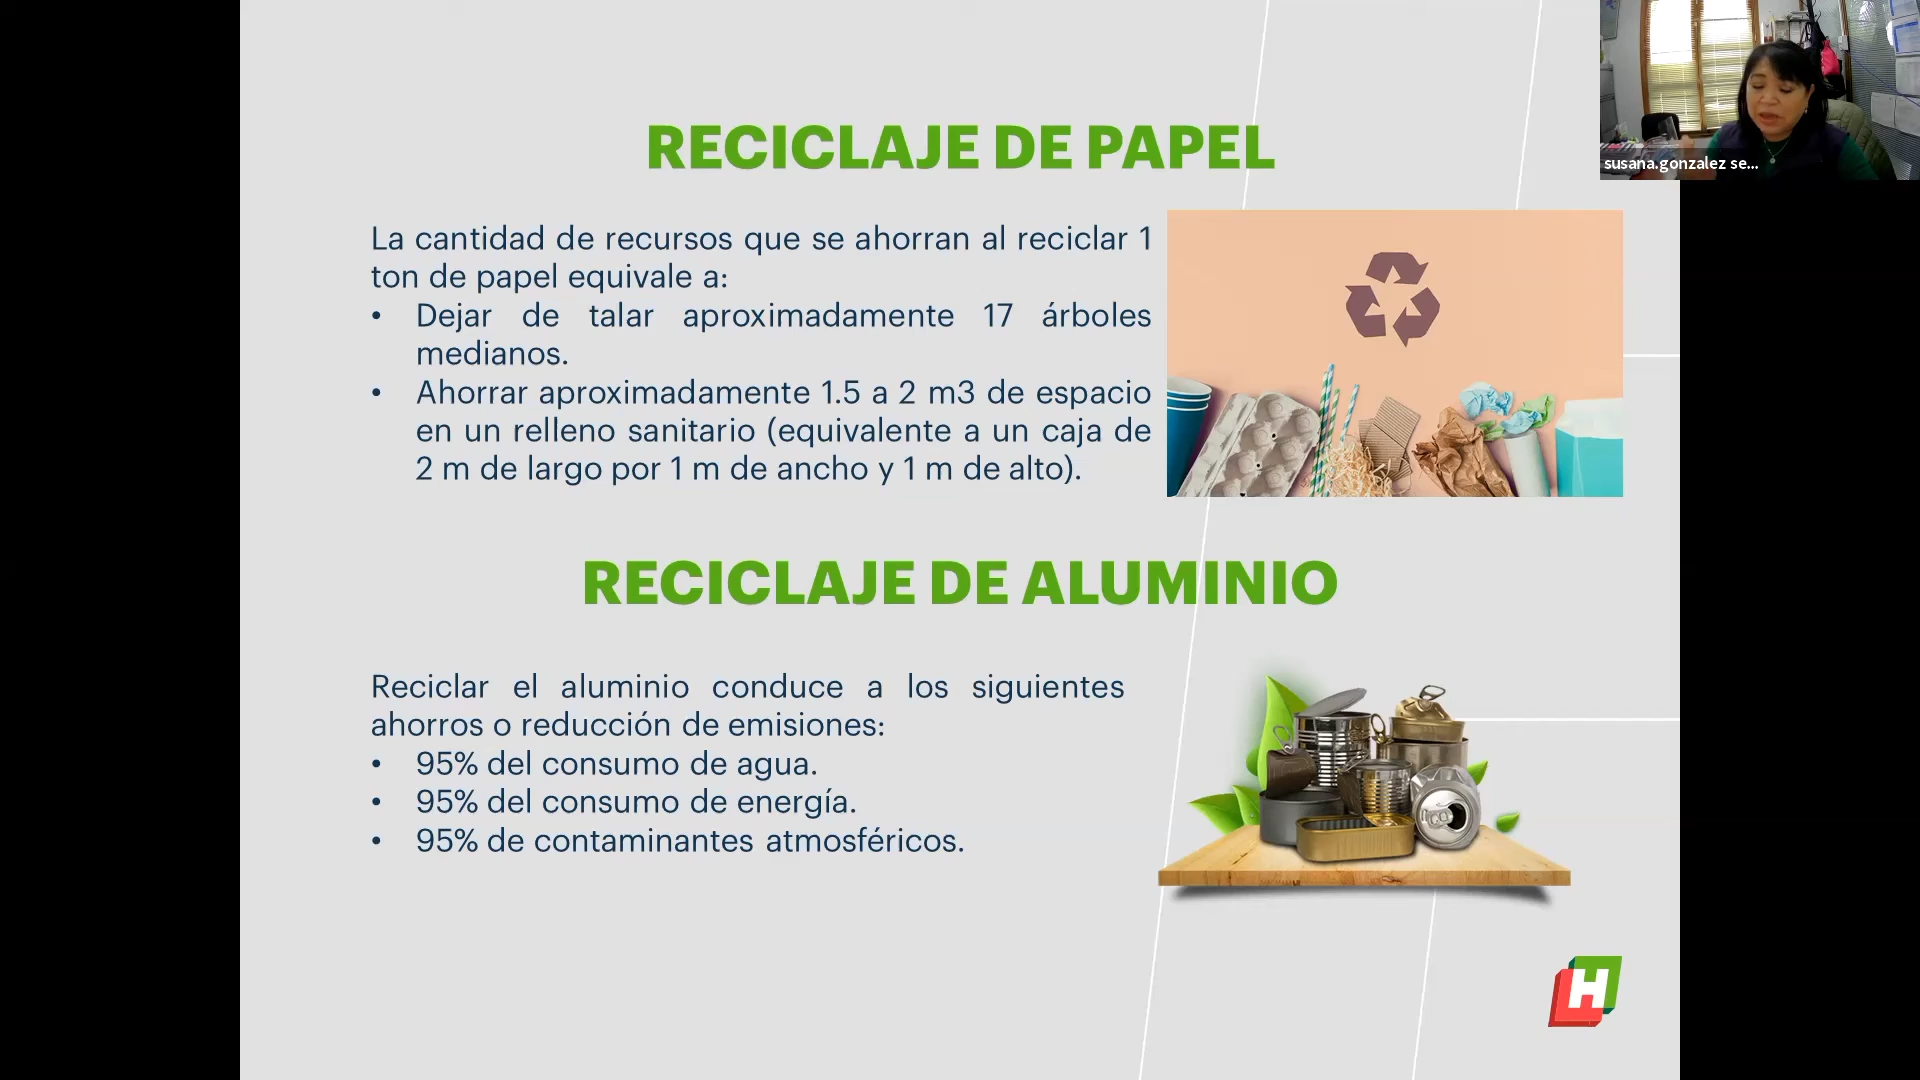 RECICLAJE DE PAPEL
susana.gonzalez se...
La cantidad de recursos que se ahorran al reciclar 1
ton de papel equivale a:
• Dejar de talar aproximadamente 17 árboles
medianos.
• Ahorrar aproximadamente 1.5 a 2 m3 de espacio
en un relleno sanitario (equivalente a un caja de
2 m de largo por 1 m de ancho y 1 m de alto).
RECICLAJE DE ALUMINIO
Reciclar el aluminio conduce a los siguientes
ahorros o reducción de emisiones:
• 95% del consumo de agua.
• 95% del consumo de energía.
• 95% de contaminantes atmosféricos.
H